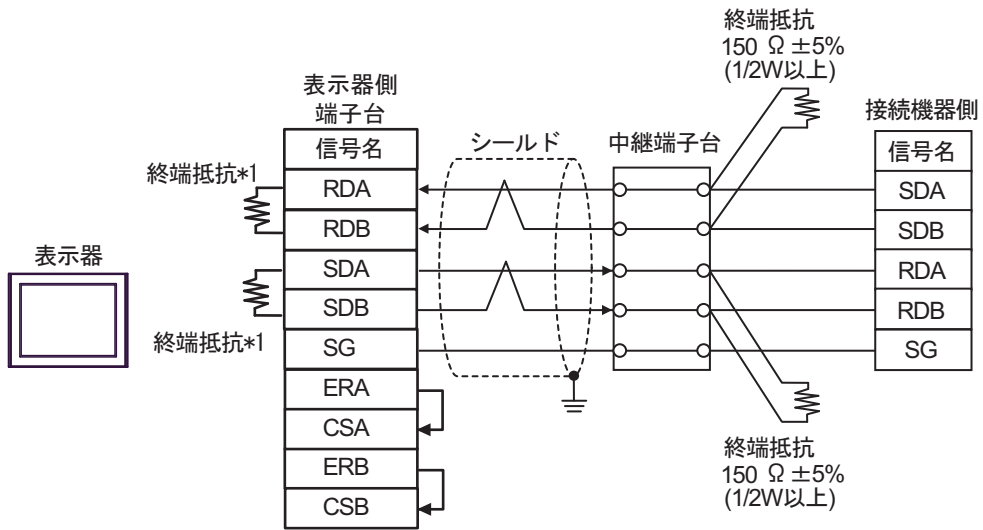 終端抵抗
150 Ω ±5%
(1/2W以上)
表示器側
端子台
接続機器側
信号名
シールド
中継端子台
信号名
終端抵抗*1
RDA
SDA
RDB
SDB
表示器
SDA
RDA
SDB
RDB
終端抵抗*1
SG
SG
ERA
CSA
終端抵抗
150 Ω ±5%
(1/2W以上)
ERB
CSB